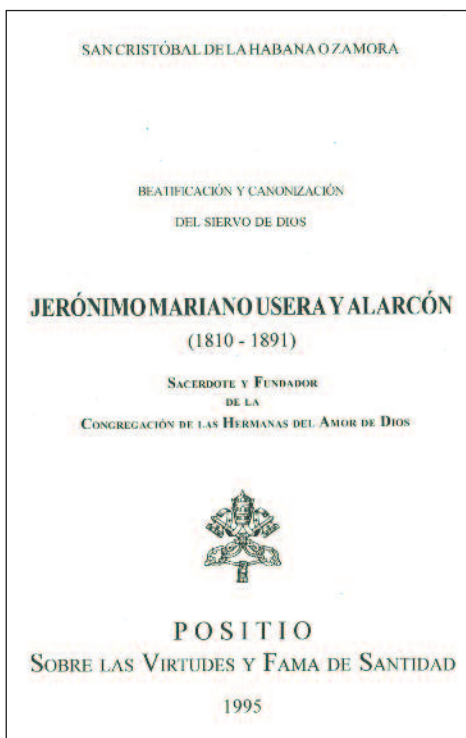 SAN CRISTÓBAL DE LA HABANA O ZAMORA
BEATIFICACIÓN Y CANONIZACIÓN
DEL SIERVO DE DIOS
JERÓNIMO MARIANO USERA Y ALARCÓN
(1810 - 1891)
SACERDOTE Y FUNDADOR
DE LA
CONGREGACIÓN DE LAS HERMANAS DEL AMOR DE DIOS
POSITIO
SOBRE LAS VIRTUDES Y FAMA DE SANTIDAD
1995